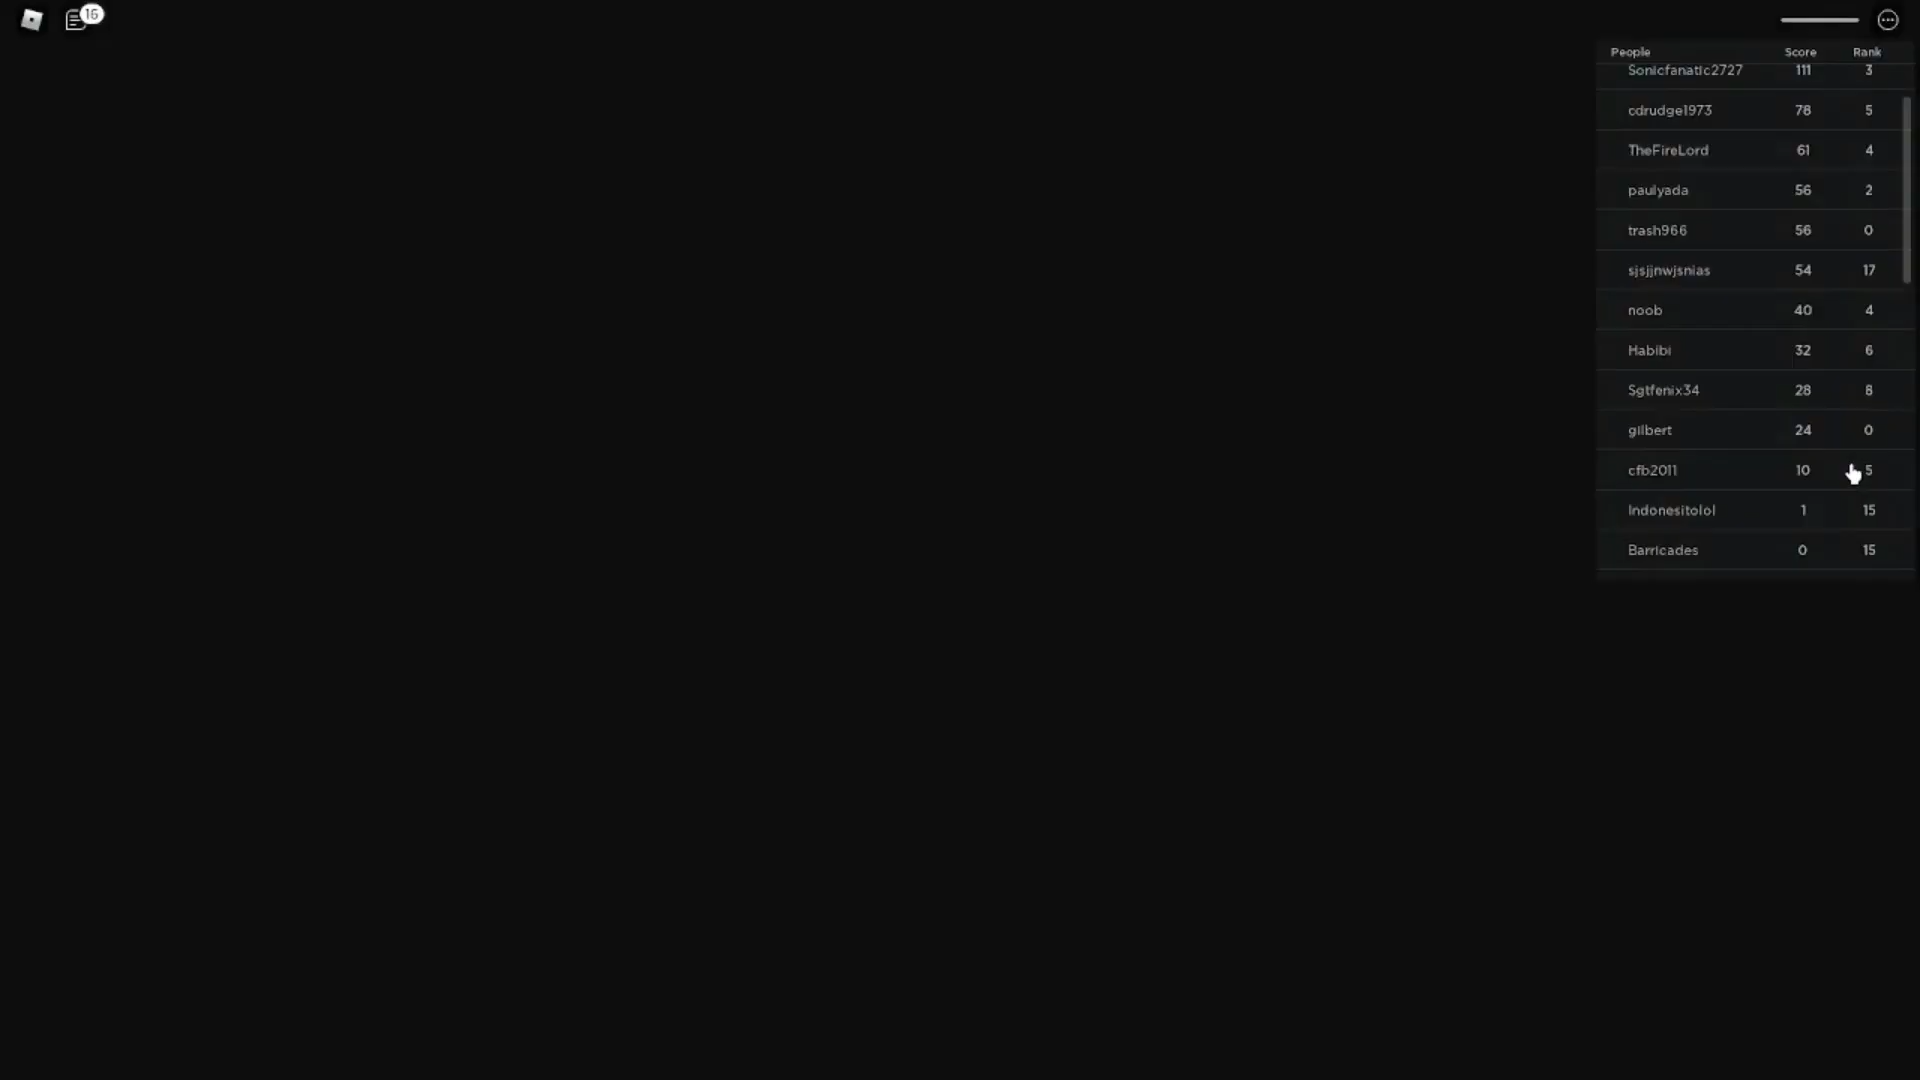 16
People Score Rank
Sonicfanatic2727 111 3
cdrudge1973 78 5
TheFireLord 61 4
paulyada 56 2
trash966 56 0
sjsjjnwjsnias 54 17
noob 40 4
Habibi 32 6
Sgtfenix34 28 8
gilbert 24 0
cfb2011 10 5
Indonesitolol 1 15
Barricades 0 15